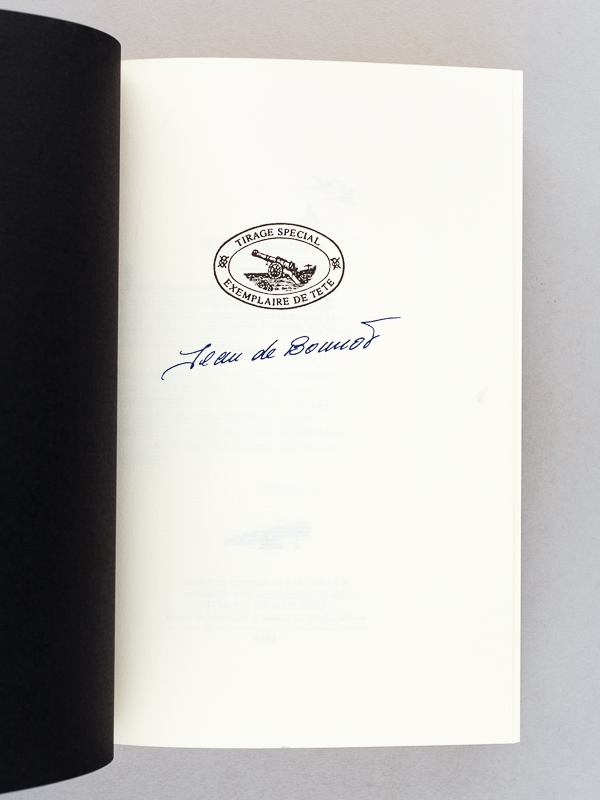 TIRAGE SPECIAL
EXEMPLAIRE DE TETE
Jean de Bonnot